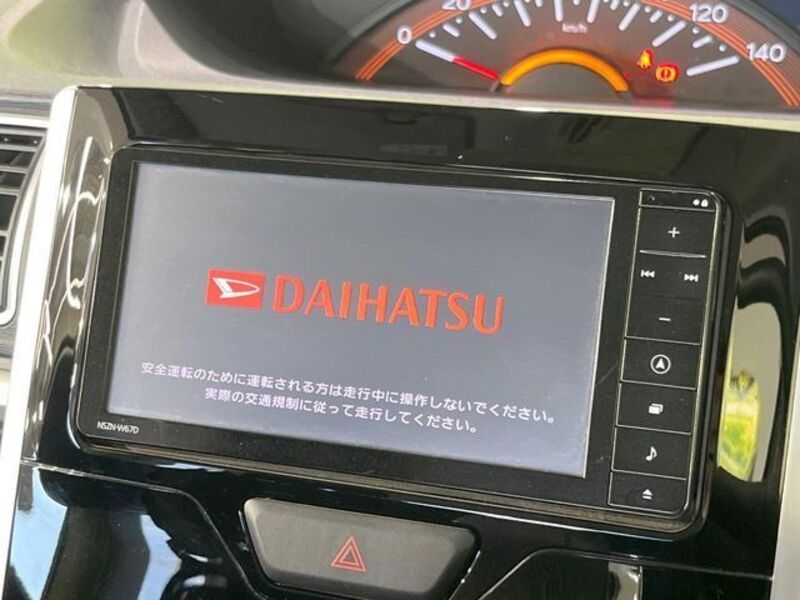 0 20 120 140
km/h
DAIHATSU
安全運転のために運転される方は走行中に操作しないでください。
実際の交通規制に従って走行してください。
NSZN-W67D